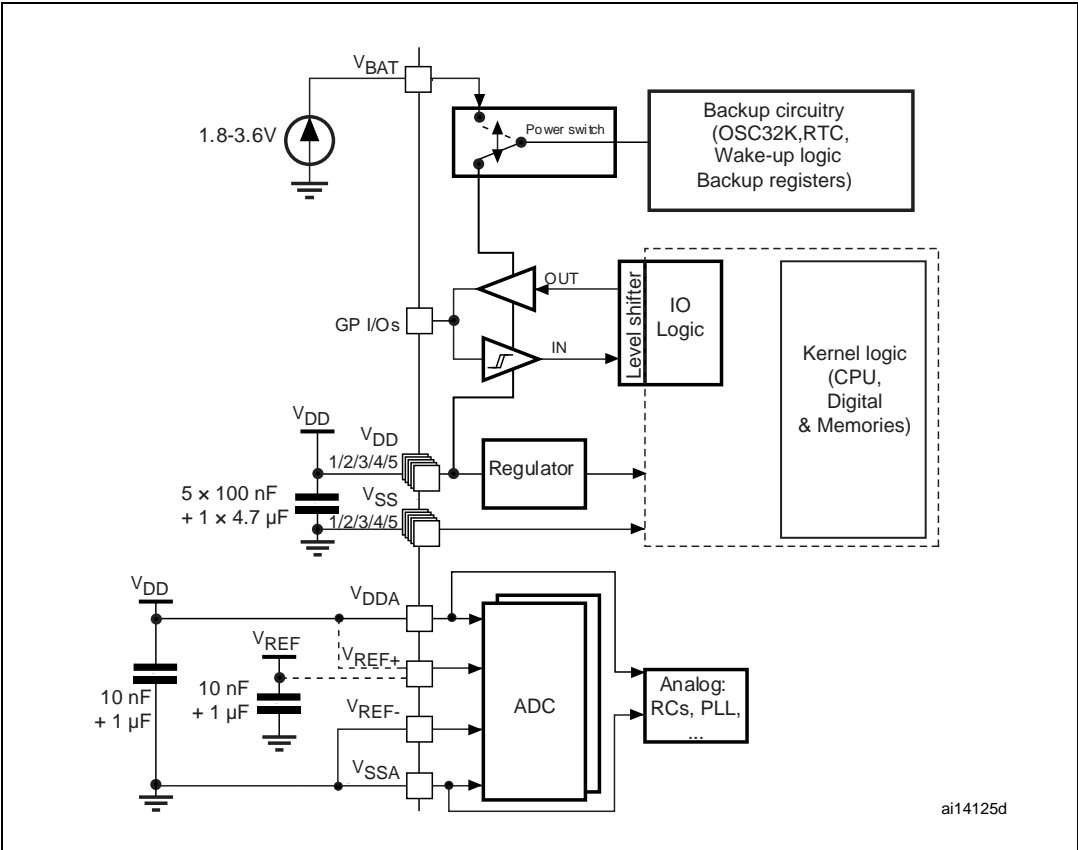 VBAT
1.8-3.6V
Power switch
Backup circuitry
(OSC32K,RTC,
Wake-up logic
Backup registers)
GP I/Os
OUT
IN
Level shifter
IO
Logic
Kernel logic
(CPU,
Digital
& Memories)
VDD
VDD
1/2/3/4/5
Regulator
5 × 100 nF
+ 1 × 4.7 µF
VSS
1/2/3/4/5
VDD
VDDA
VREF
VREF+
10 nF
+ 1 µF
10 nF
+ 1 µF
VREF-
ADC
Analog:
RCs, PLL,
...
VSSA
ai14125d